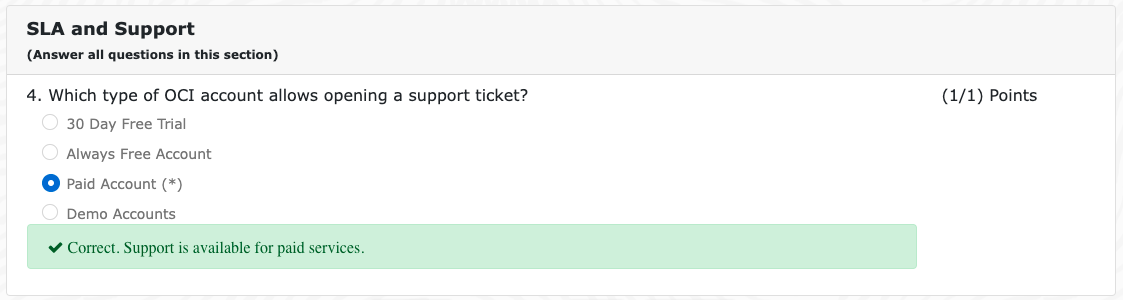 SLA and Support
(Answer all questions in this section)
4. Which type of OCI account allows opening a support ticket?
(1/1) Points
30 Day Free Trial
Always Free Account
Paid Account (*)
Demo Accounts
Correct. Support is available for paid services.